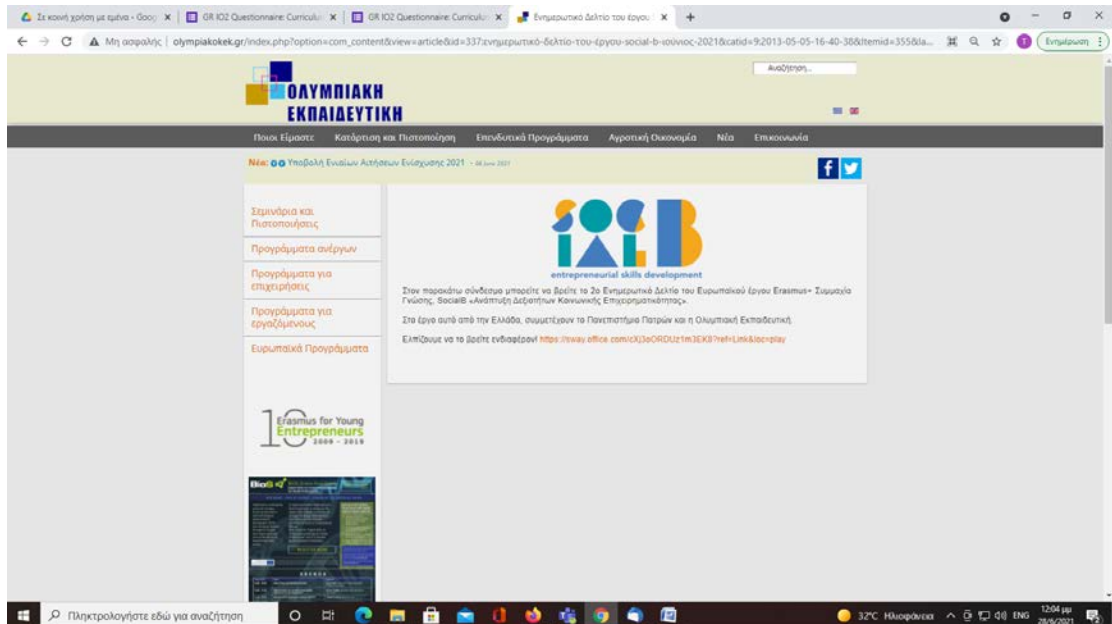 Σε κοινή χρήση με εμένα - Goog
GR IO2 Questionnaire: Curriculu
GR IO2 Questionnaire: Curriculu
Ενημερωτικό Δελτίο του έργου S
Μη ασφαλής | olympiakokek.gr/index.php?option=com_content&view=article&id=337:ενημερωτικό-δελτίο-του-έργου-social-b-ιούνιος-2021&catid=9:2013-05-05-16-40-38&Itemid=355&la...
Ενημέρωση
Αναζήτηση...
ΟΛΥΜΠΙΑΚΗ
ΕΚΠΑΙΔΕΥΤΙΚΗ
Ποιοι Είμαστε Κατάρτιση και Πιστοποίηση Επενδυτικά Προγράμματα Αγροτική Οικονομία Νέα Επικοινωνία
Νέα: Υποβολή Ενιαίων Αιτήσεων Ενίσχυσης 2021 - 08 June 2021
Σεμινάρια και
Πιστοποιήσεις
Προγράμματα ανέργων
Προγράμματα για
επιχειρήσεις
Προγράμματα για
εργαζόμενους
Ευρωπαϊκά Προγράμματα
SOC B
IAL
entrepreneurial skills development
Στον παρακάτω σύνδεσμο μπορείτε να βρείτε το 2ο Ενημερωτικό Δελτίο του Ευρωπαϊκού έργου Erasmus+ Συμμαχία
Γνώσης, SocialB «Ανάπτυξη Δεξιοτήτων Κοινωνικής Επιχειρηματικότητας».
Στο έργο αυτό από την Ελλάδα, συμμετέχουν το Πανεπιστήμιο Πατρών και η Ολυμπιακή Εκπαιδευτική.
Ελπίζουμε να το βρείτε ενδιαφέρον! https://sway.office.com/cXj3oORDUz1m3EK8?ref=Link&loc=play
10 Erasmus for Young
Entrepreneurs
2009 - 2019
BioS
Πληκτρολογήστε εδώ για αναζήτηση
32°C Ηλιοφάνεια
ENG
12:04 μμ
28/6/2021